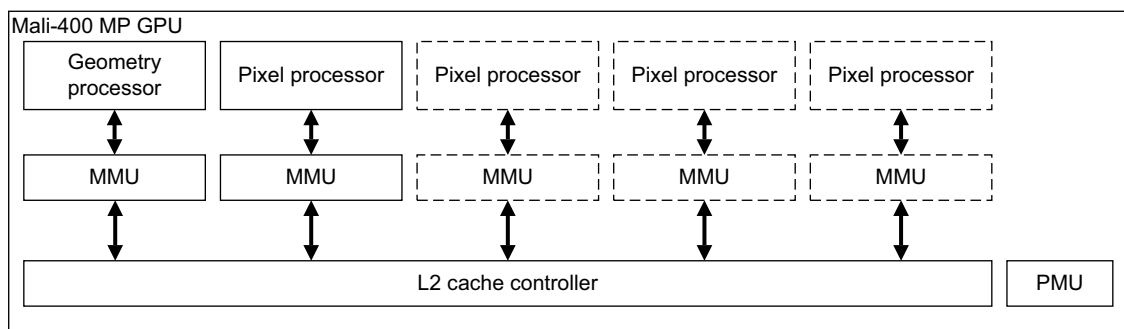 Mali-400 MP GPU
Geometry
processor
Pixel processor
Pixel processor
Pixel processor
Pixel processor
MMU
MMU
MMU
MMU
MMU
L2 cache controller
PMU